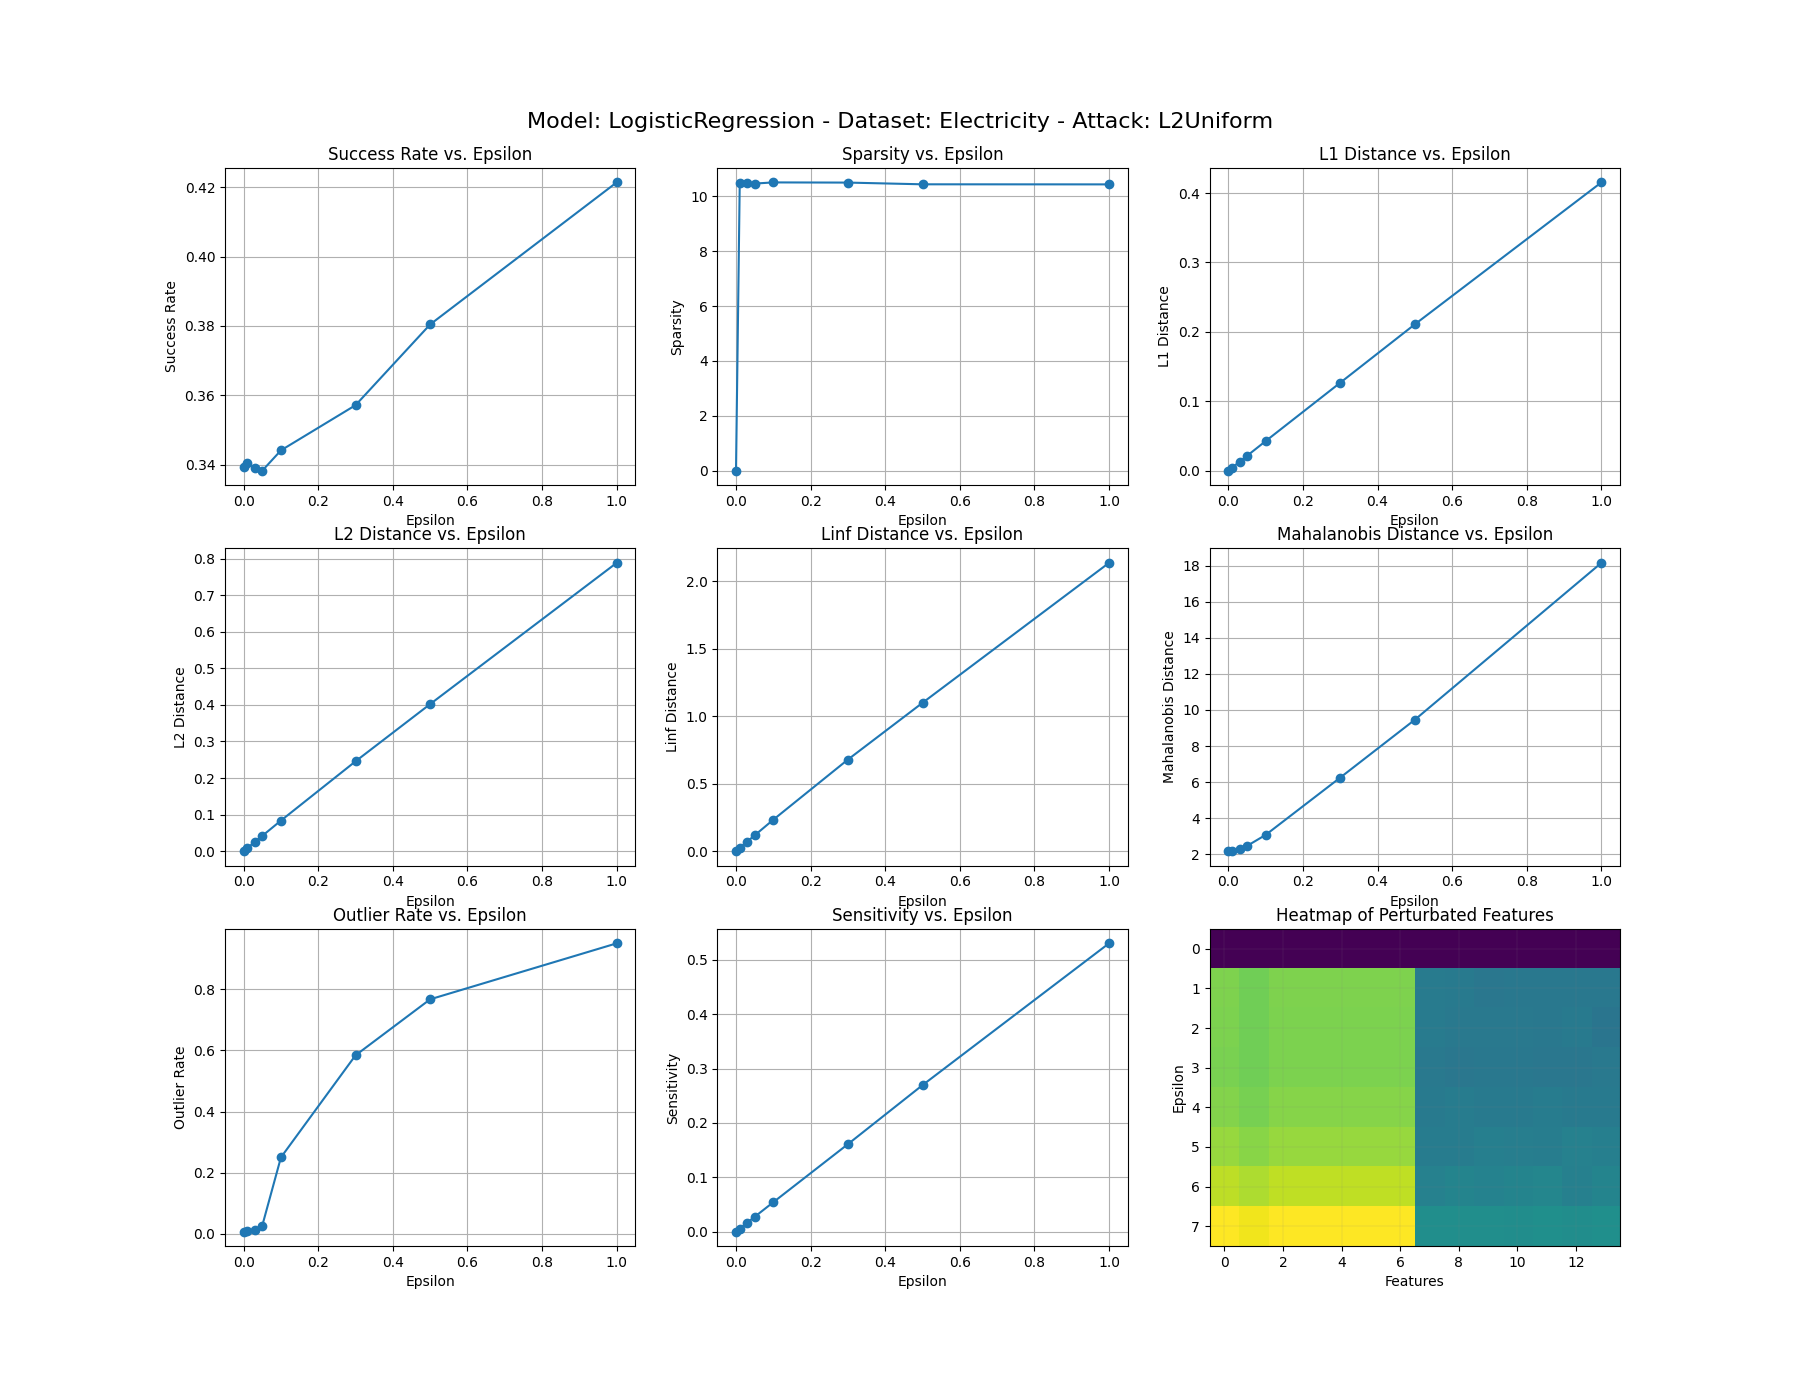 Model: LogisticRegression - Dataset: Electricity - Attack: L2Uniform
Success Rate vs. Epsilon
Success Rate
0.42
0.40
0.38
0.36
0.34
0.0 0.2 0.4 0.6 0.8 1.0
Epsilon
Sparsity vs. Epsilon
Sparsity
10
8
6
4
2
0
0.0 0.2 0.4 0.6 0.8 1.0
Epsilon
L1 Distance vs. Epsilon
L1 Distance
0.4
0.3
0.2
0.1
0.0
0.0 0.2 0.4 0.6 0.8 1.0
Epsilon
L2 Distance vs. Epsilon
L2 Distance
0.8
0.7
0.6
0.5
0.4
0.3
0.2
0.1
0.0
0.0 0.2 0.4 0.6 0.8 1.0
Epsilon
Linf Distance vs. Epsilon
Linf Distance
2.0
1.5
1.0
0.5
0.0
0.0 0.2 0.4 0.6 0.8 1.0
Epsilon
Mahalanobis Distance vs. Epsilon
Mahalanobis Distance
18
16
14
12
10
8
6
4
2
0.0 0.2 0.4 0.6 0.8 1.0
Epsilon
Outlier Rate vs. Epsilon
Outlier Rate
0.8
0.6
0.4
0.2
0.0
0.0 0.2 0.4 0.6 0.8 1.0
Epsilon
Sensitivity vs. Epsilon
Sensitivity
0.5
0.4
0.3
0.2
0.1
0.0
0.0 0.2 0.4 0.6 0.8 1.0
Epsilon
Heatmap of Perturbated Features
Epsilon
0
1
2
3
4
5
6
7
0 2 4 6 8 10 12
Features